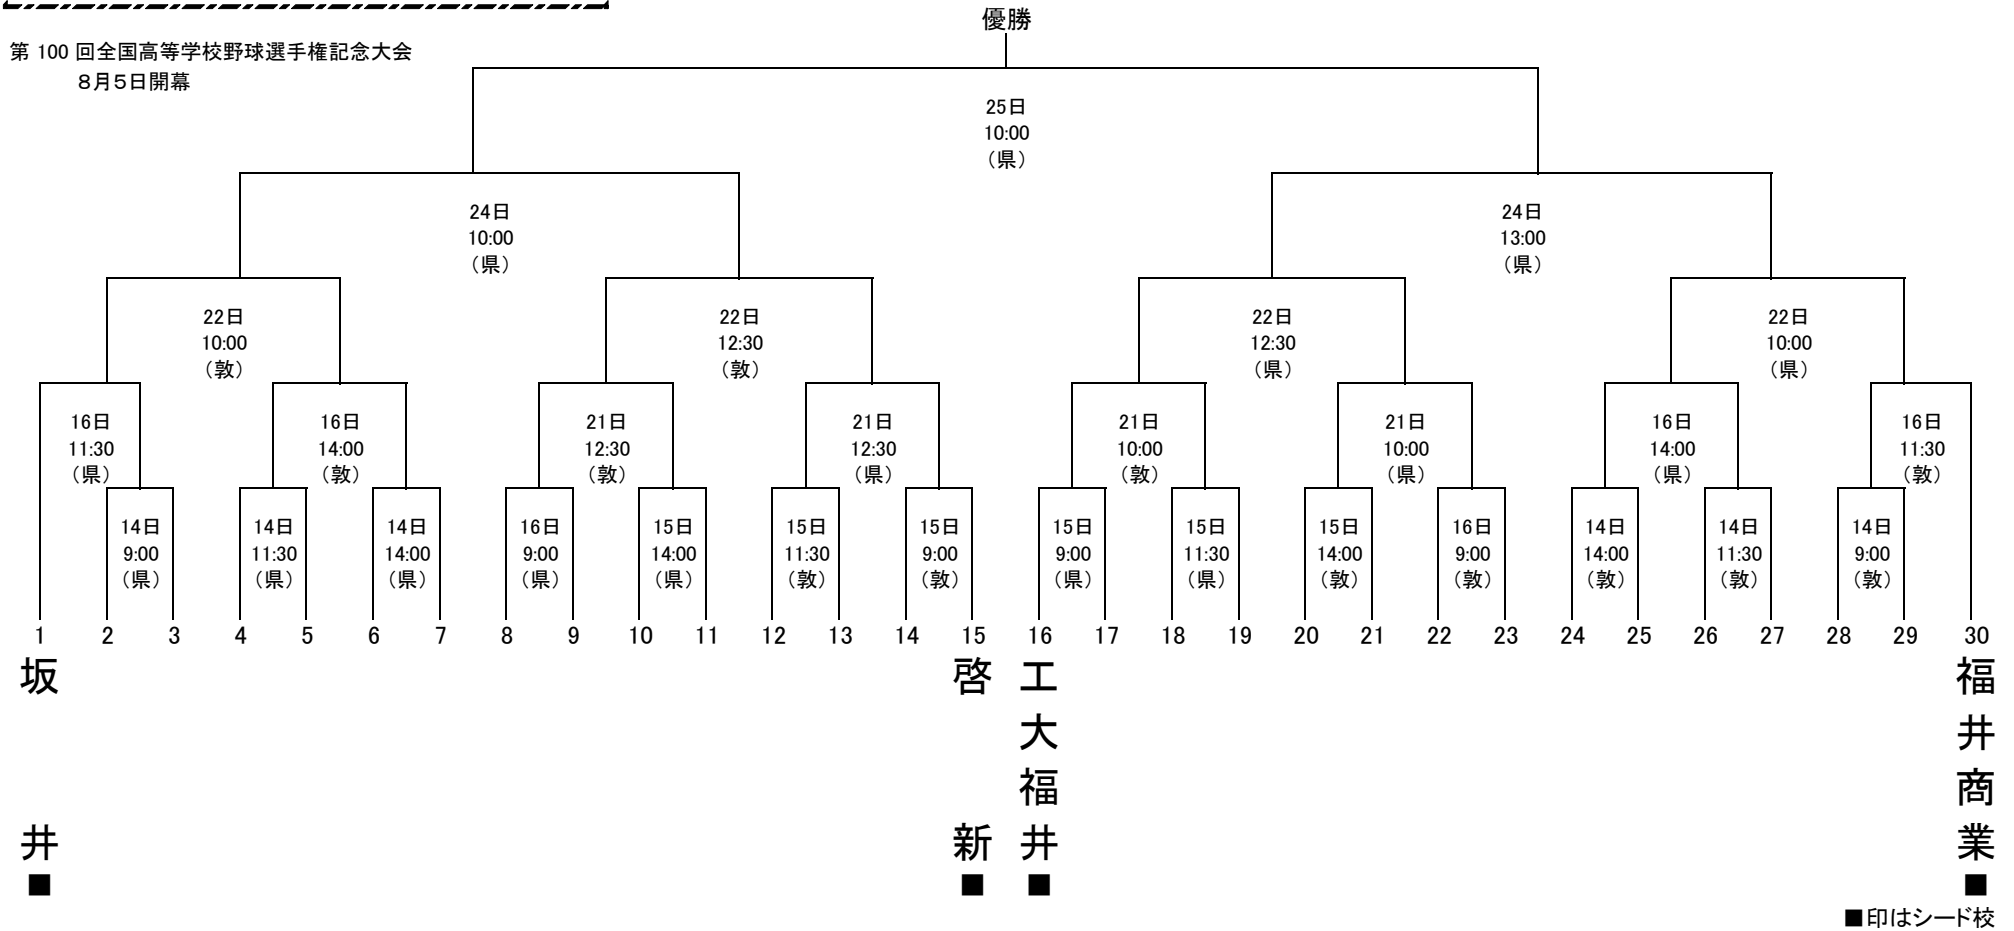 優勝
第 100 回全国高等学校野球選手権記念大会
８月５日開幕
25日
10:00
（県）
24日
10:00
（県）
24日
13:00
（県）
22日
10:00
（敦）
22日
12:30
（敦）
22日
12:30
（県）
22日
10:00
（県）
16日
11:30
（県）
16日
14:00
（敦）
21日
12:30
（敦）
21日
12:30
（県）
21日
10:00
（敦）
21日
10:00
（県）
16日
14:00
（県）
16日
11:30
（敦）
14日
9:00
（県）
14日
11:30
（県）
14日
14:00
（県）
16日
9:00
（県）
15日
14:00
（県）
15日
11:30
（敦）
15日
9:00
（敦）
15日
9:00
（県）
15日
11:30
（県）
15日
14:00
（敦）
16日
9:00
（敦）
14日
14:00
（敦）
14日
11:30
（敦）
14日
9:00
（敦）
1 2 3 4 5 6 7 8 9 10 11 12 13 14 15 16 17 18 19 20 21 22 23 24 25 26 27 28 29 30
坂井■
啓新■
工大福井■
福井商業■
■印はシード校